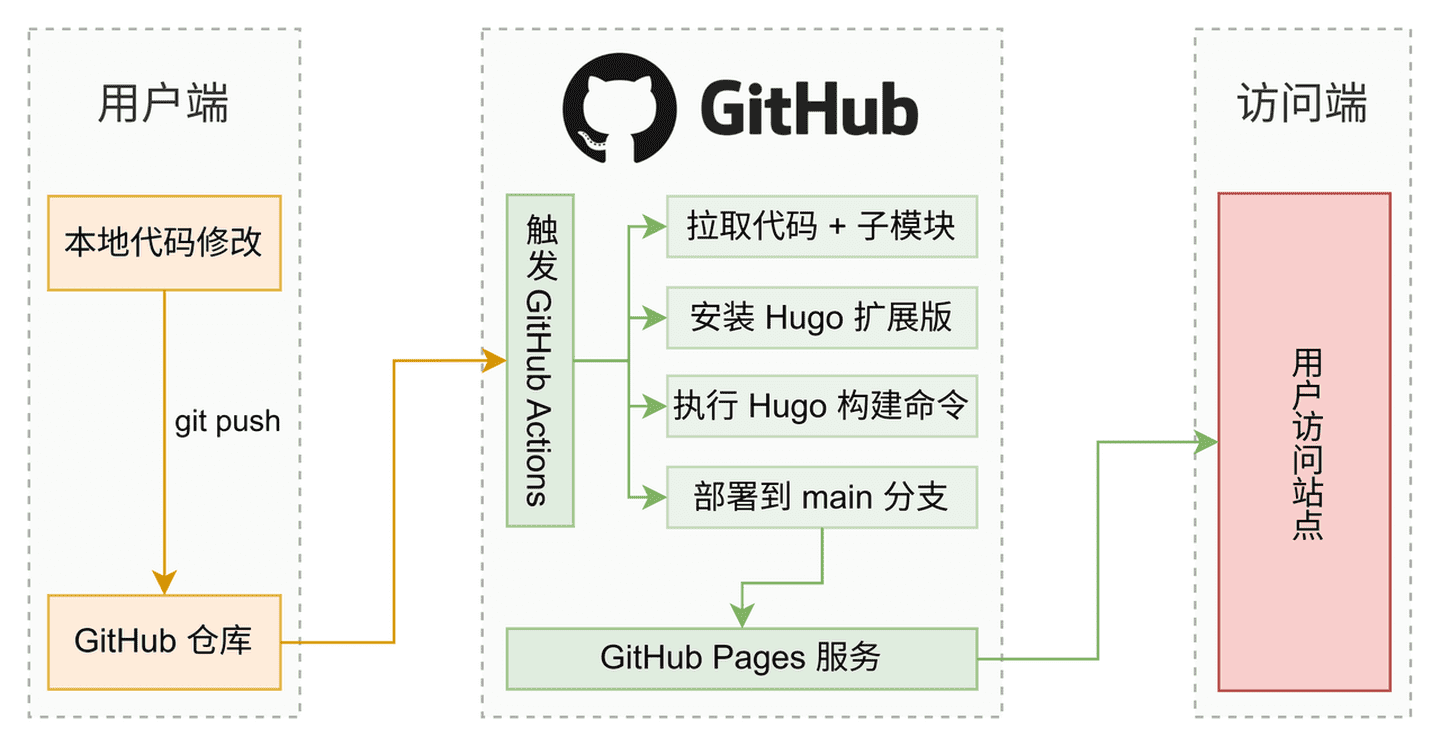 用户端
本地代码修改
git push
GitHub 仓库
GitHub
触发 GitHub Actions
拉取代码 + 子模块
安装 Hugo 扩展版
执行 Hugo 构建命令
部署到 main 分支
GitHub Pages 服务
访问端
用户访问站点